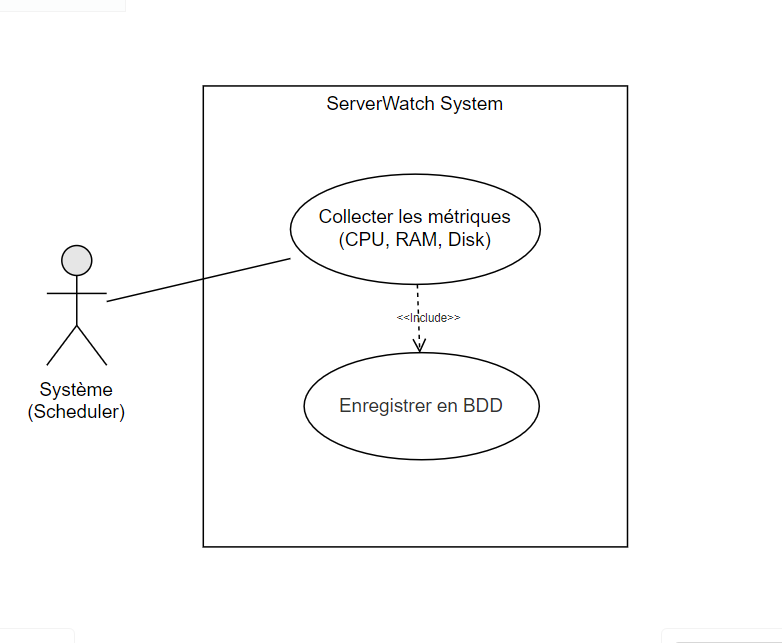 ServerWatch System
Collecter les métriques
(CPU, RAM, Disk)
<<Include>>
Enregistrer en BDD
Système
(Scheduler)